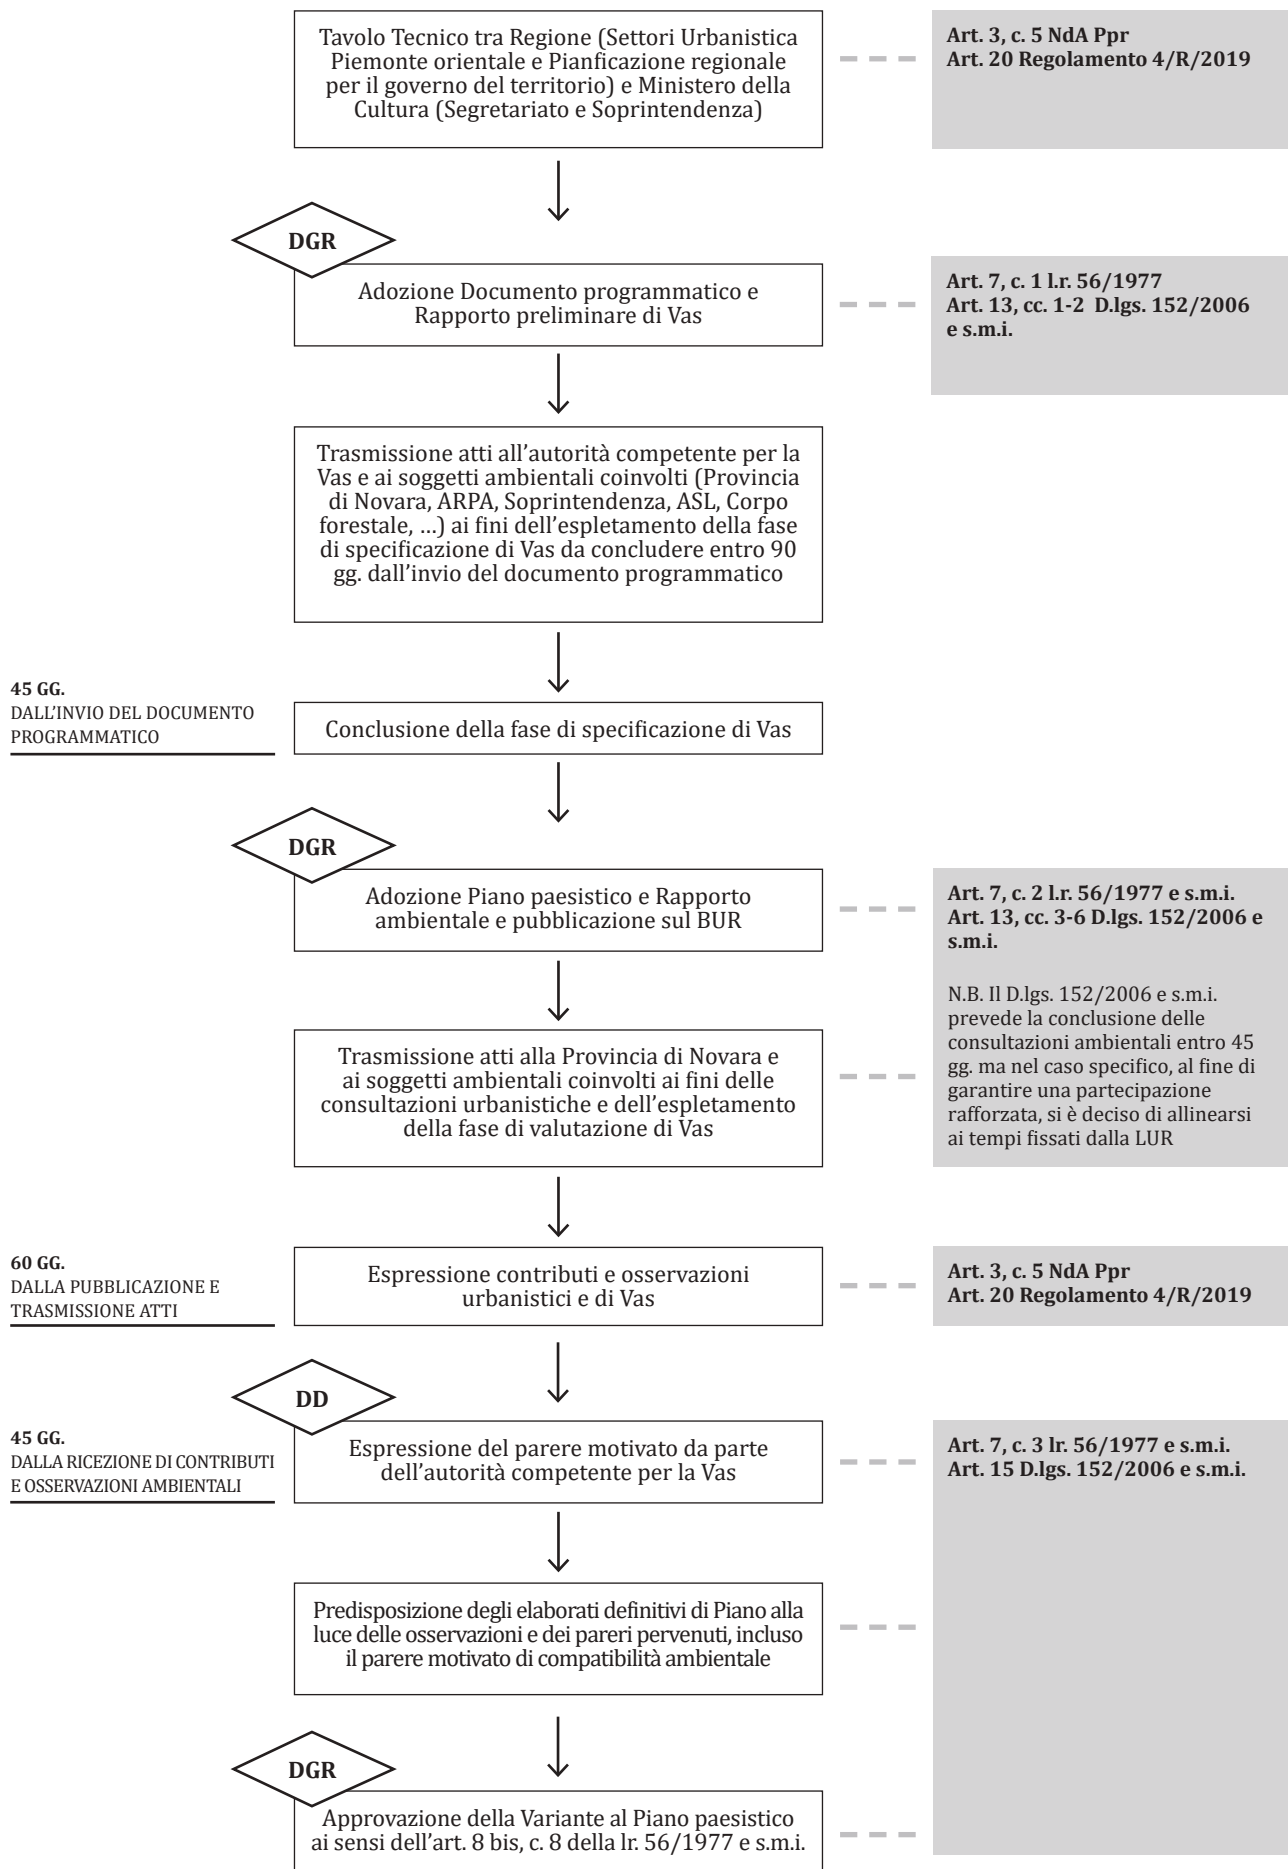 Tavolo Tecnico tra Regione (Settori Urbanistica
Piemonte orientale e Pianficazione regionale
per il governo del territorio) e Ministero della
Cultura (Segretariato e Soprintendenza)
Art. 3, c. 5 NdA Ppr
Art. 20 Regolamento 4/R/2019
DGR
Adozione Documento programmatico e
Rapporto preliminare di Vas
Art. 7, c. 1 l.r. 56/1977
Art. 13, cc. 1-2 D.lgs. 152/2006
e s.m.i.
Trasmissione atti all'autorità competente per la
Vas e ai soggetti ambientali coinvolti (Provincia
di Novara, ARPA, Soprintendenza, ASL, Corpo
forestale, ...) ai fini dell'espletamento della fase
di specificazione di Vas da concludere entro 90
gg. dall'invio del documento programmatico
45 GG.
DALL'INVIO DEL DOCUMENTO
PROGRAMMATICO
Conclusione della fase di specificazione di Vas
DGR
Adozione Piano paesistico e Rapporto
ambientale e pubblicazione sul BUR
Art. 7, c. 2 l.r. 56/1977 e s.m.i.
Art. 13, cc. 3-6 D.lgs. 152/2006 e
s.m.i.
N.B. Il D.lgs. 152/2006 e s.m.i.
prevede la conclusione delle
consultazioni ambientali entro 45
gg. ma nel caso specifico, al fine di
garantire una partecipazione
rafforzata, si è deciso di allinearsi
ai tempi fissati dalla LUR
Trasmissione atti alla Provincia di Novara e
ai soggetti ambientali coinvolti ai fini delle
consultazioni urbanistiche e dell'espletamento
della fase di valutazione di Vas
60 GG.
DALLA PUBBLICAZIONE E
TRASMISSIONE ATTI
Espressione contributi e osservazioni
urbanistici e di Vas
Art. 3, c. 5 NdA Ppr
Art. 20 Regolamento 4/R/2019
DD
45 GG.
DALLA RICEZIONE DI CONTRIBUTI
E OSSERVAZIONI AMBIENTALI
Espressione del parere motivato da parte
dell'autorità competente per la Vas
Art. 7, c. 3 lr. 56/1977 e s.m.i.
Art. 15 D.lgs. 152/2006 e s.m.i.
Predisposizione degli elaborati definitivi di Piano alla
luce delle osservazioni e dei pareri pervenuti, incluso
il parere motivato di compatibilità ambientale
DGR
Approvazione della Variante al Piano paesistico
ai sensi dell'art. 8 bis, c. 8 della lr. 56/1977 e s.m.i.